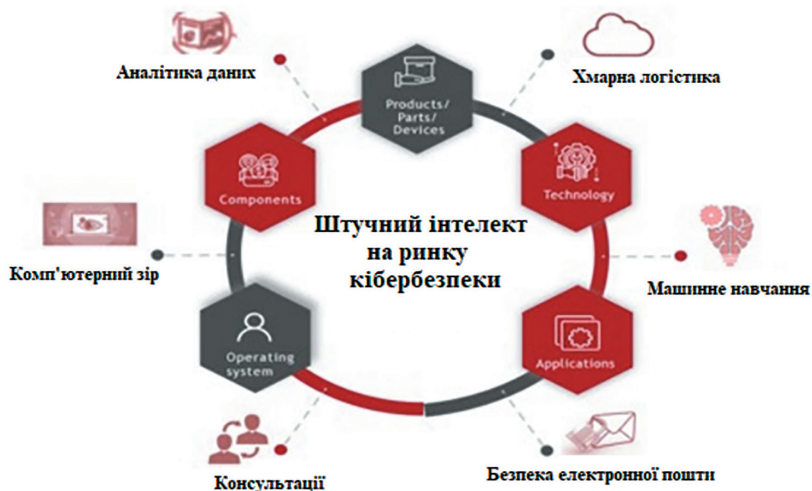 Аналітика даних
Хмарна логістика
Products/
Parts/
Devices
Components
Technology
Штучний інтелект
на ринку
кібербезпеки
Комп'ютерний зір
Машинне навчання
Operating
system
Applications
Консультації
Безпека електронної пошти